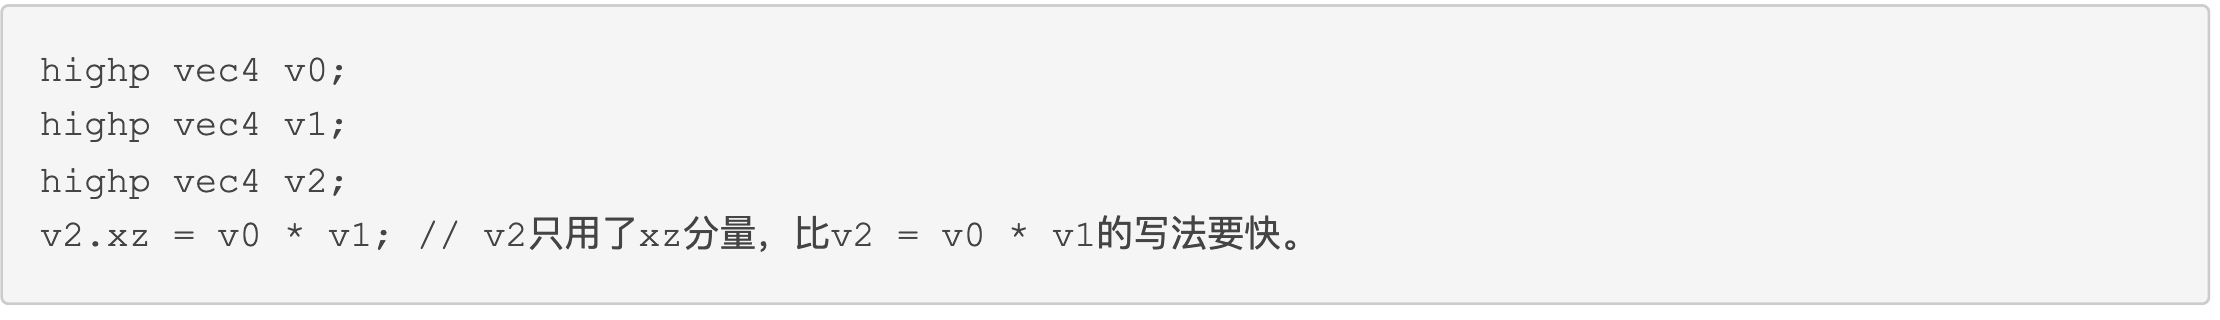 highp vec4 v0;
highp vec4 v1;
highp vec4 v2;
v2.xz = v0 * v1; // v2只用了xz分量，比v2 = v0 * v1的写法要快。